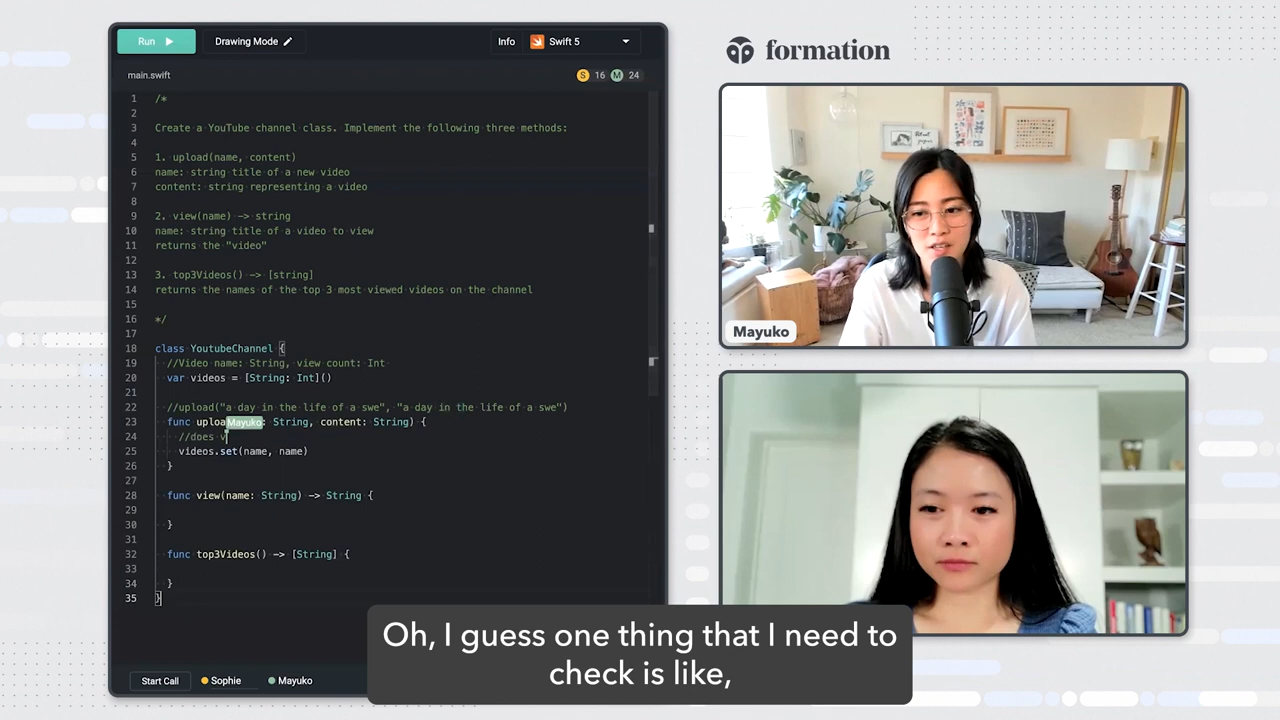 Run
Drawing Mode
Info
Swift 5
main.swift
S 16 M 24
1 /*
2
3 Create a YouTube channel class. Implement the following three methods:
4
5 1. upload(name, content)
6 name: string title of a new video
7 content: string representing a video
8
9 2. view(name) -> string
10 name: string title of a video to view
11 returns the "video"
12
13 3. top3Videos() -> [string]
14 returns the names of the top 3 most viewed videos on the channel
15
16 */
17
18 class YoutubeChannel {
19 //Video name: String, view count: Int
20 var videos = [String: Int]()
21
22 //upload("a day in the life of a swe", "a day in the life of a swe")
23 func uploa Mayuko : String, content: String) {
24 //does v
25 videos.set(name, name)
26 }
27
28 func view(name: String) -> String {
29
30 }
31
32 func top3Videos() -> [String] {
33
34 }
35 }
Start Call
Sophie
Mayuko
formation
Mayuko
Oh, I guess one thing that I need to
check is like,